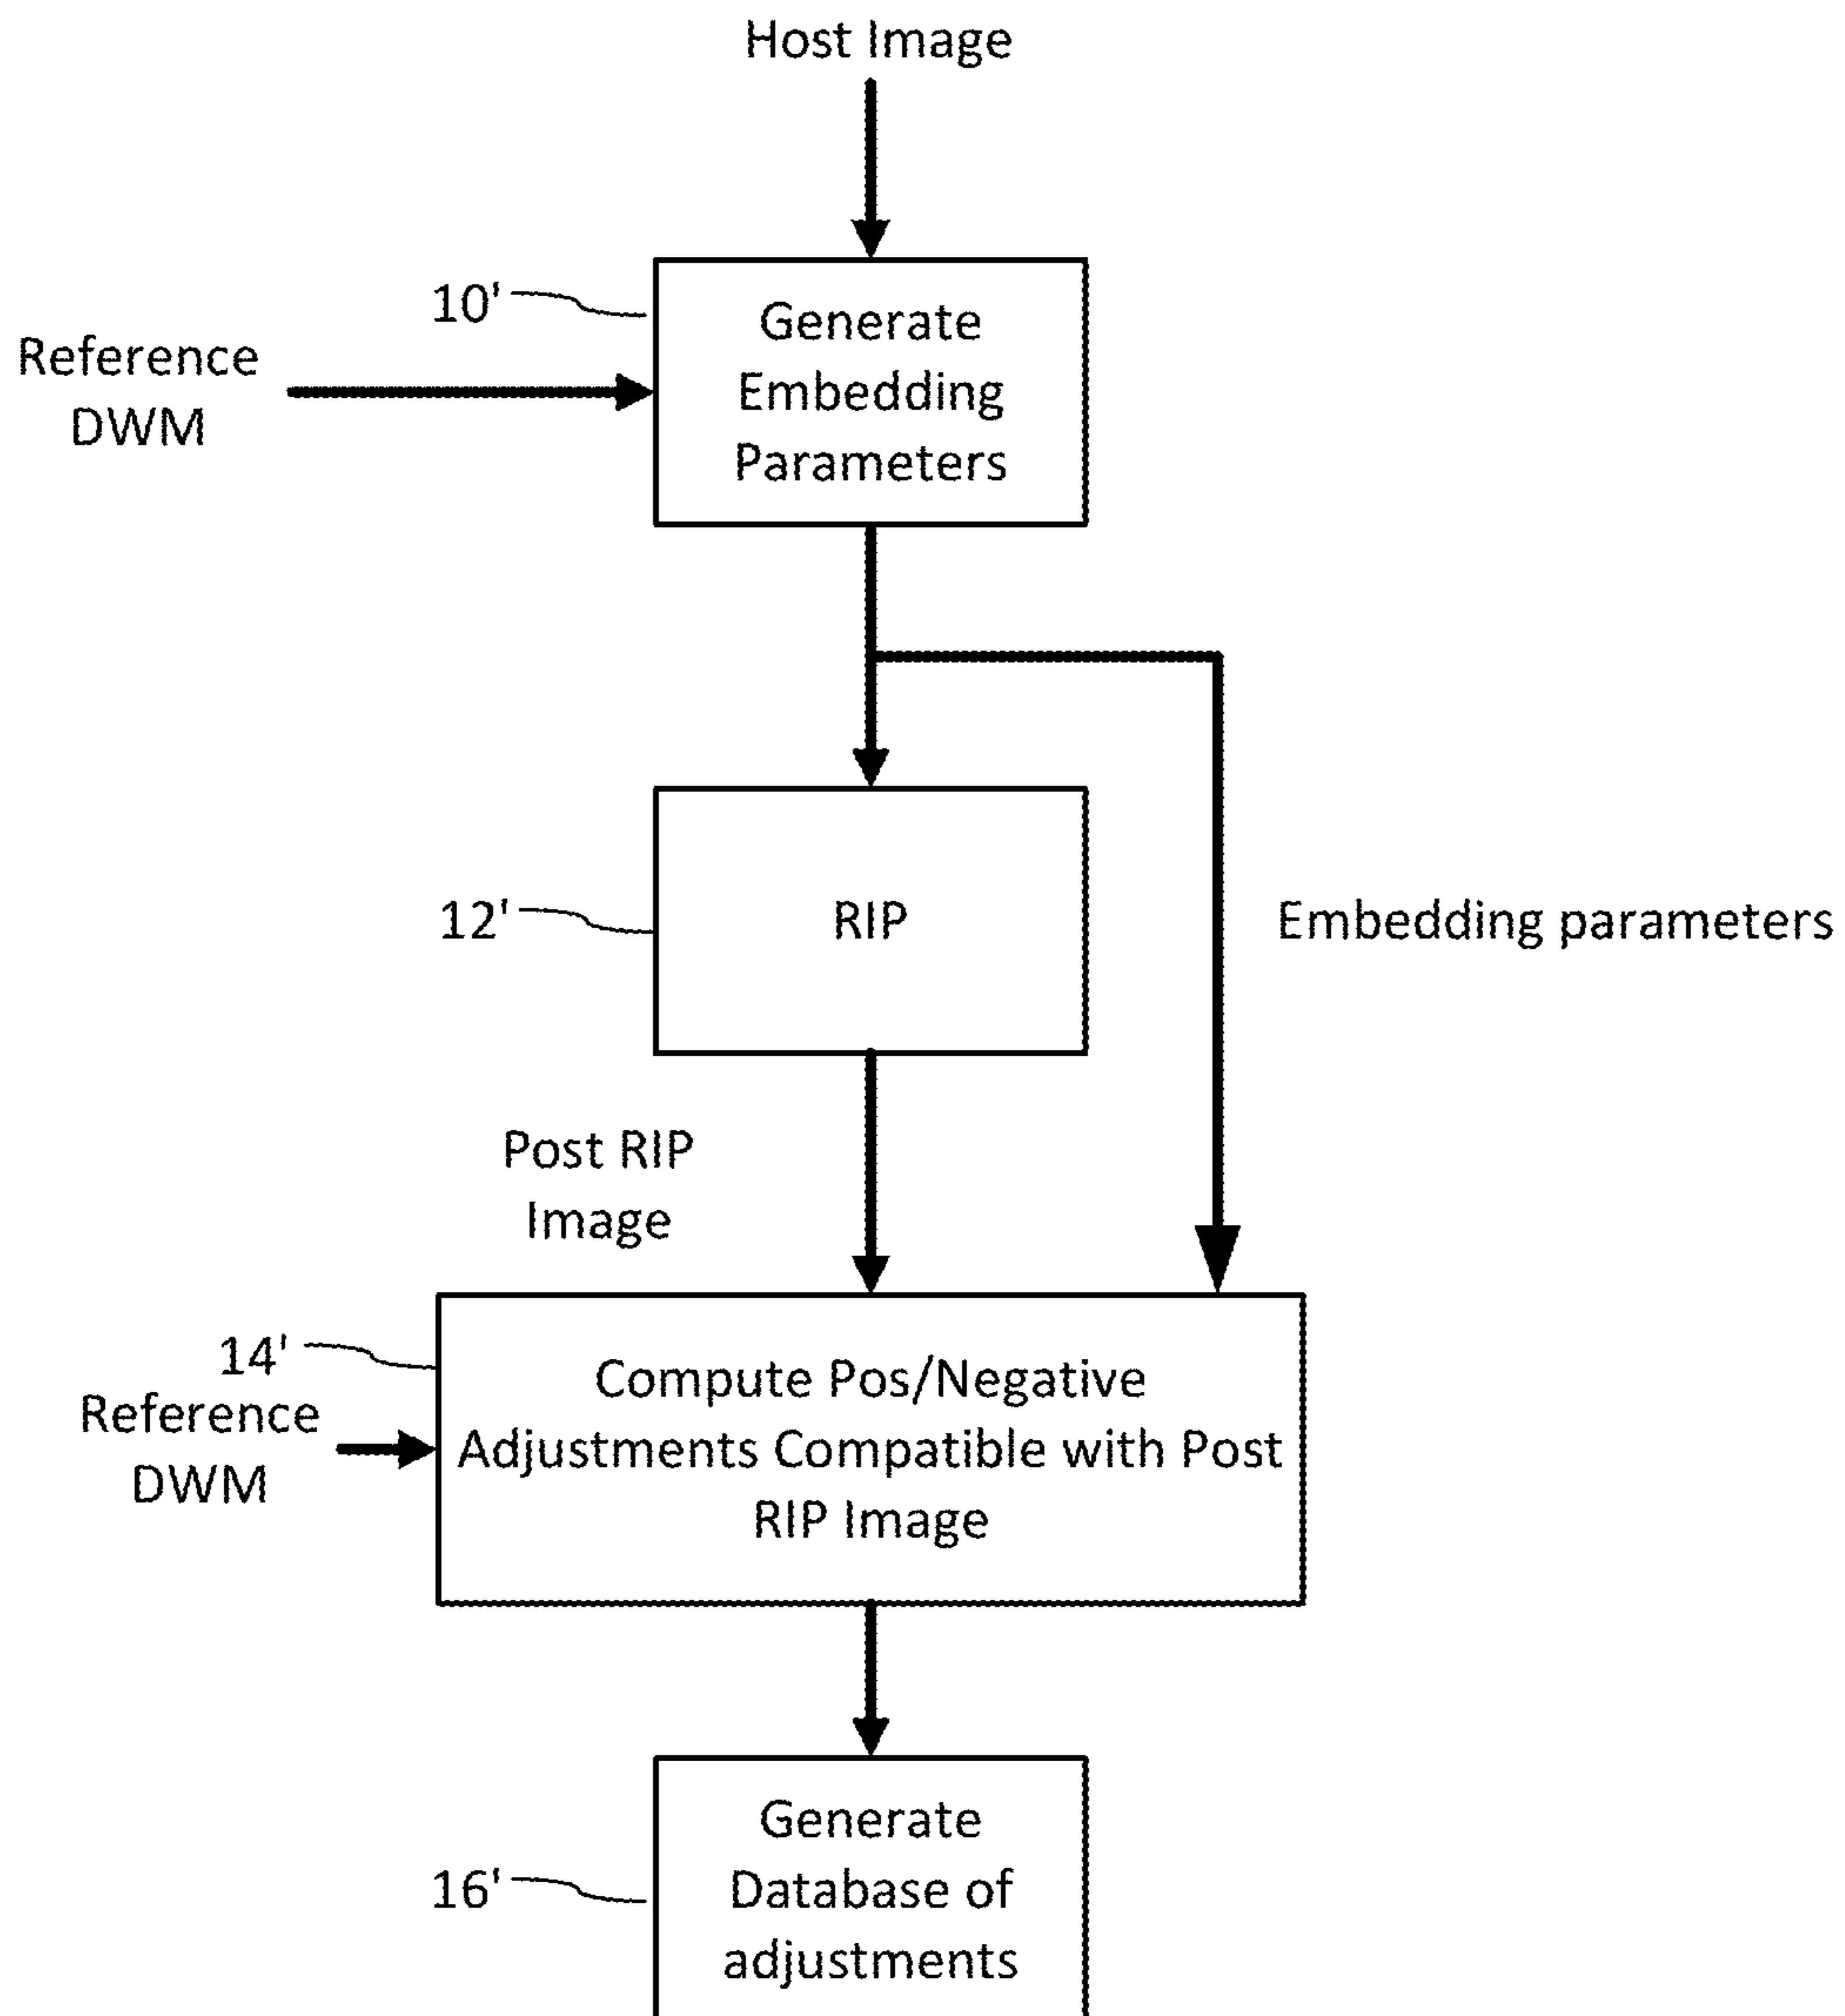 Host Image
10'
Generate
Embedding
Parameters
Reference
DWM
12'
RIP
Embedding parameters
Post RIP
Image
14'
Reference
DWM
Compute Pos/Negative
Adjustments Compatible with Post
RIP Image
16'
Generate
Database of
adjustments